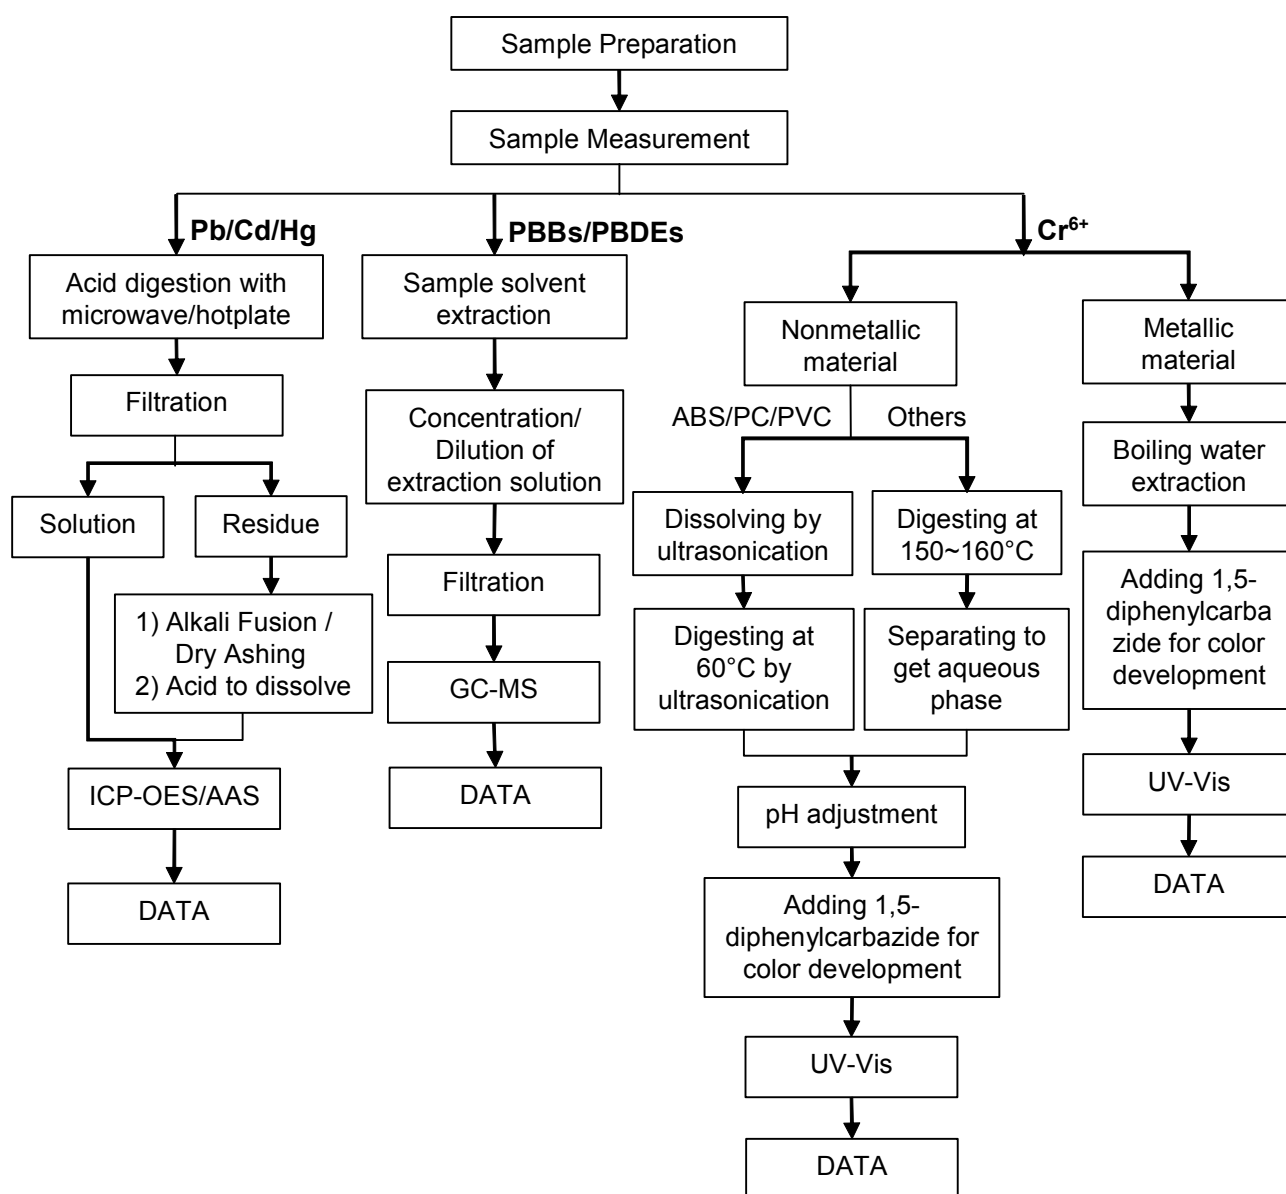 Sample Preparation
Sample Measurement
Pb/Cd/Hg
PBBs/PBDEs
Cr⁶⁺
Acid digestion with
microwave/hotplate
Filtration
Solution
Residue
1) Alkali Fusion /
Dry Ashing
2) Acid to dissolve
ICP-OES/AAS
DATA
Sample solvent
extraction
Concentration/
Dilution of
extraction solution
Filtration
GC-MS
DATA
Nonmetallic
material
ABS/PC/PVC
Others
Dissolving by
ultrasonication
Digesting at
60°C by
ultrasonication
Digesting at
150~160°C
Separating to
get aqueous
phase
pH adjustment
Adding 1,5-
diphenylcarbazide for
color development
UV-Vis
DATA
Metallic
material
Boiling water
extraction
Adding 1,5-
diphenylcarba
zide for color
development
UV-Vis
DATA